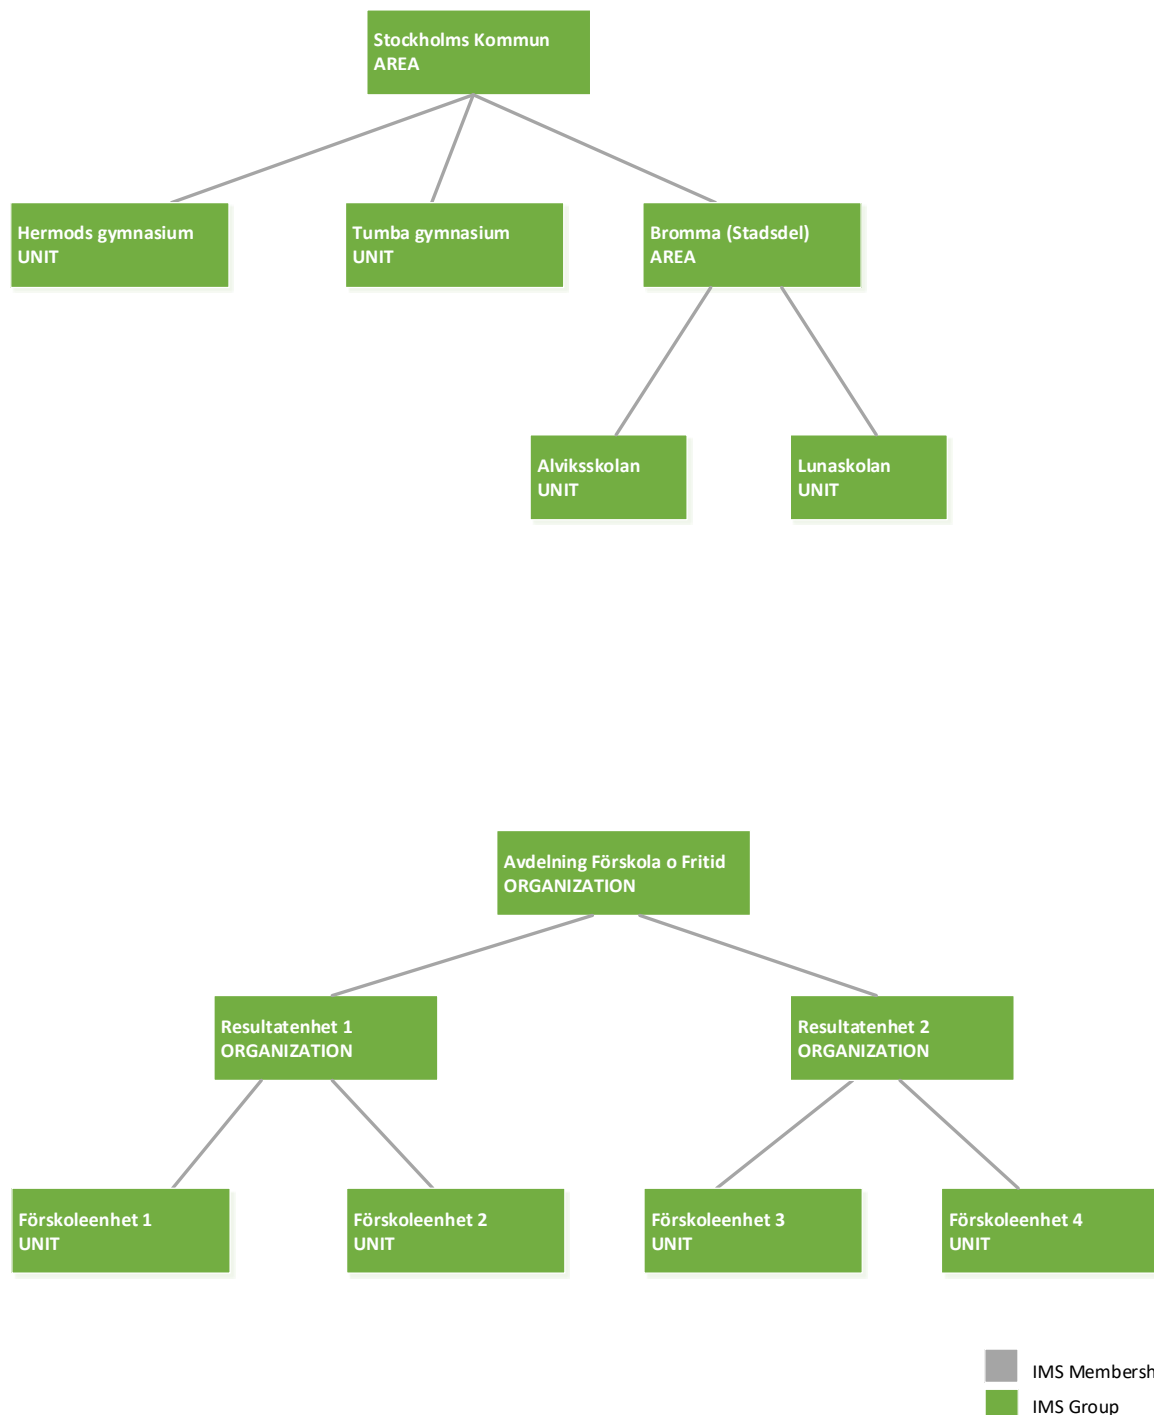 Stockholms Kommun
AREA
Hermods gymnasium
UNIT
Tumba gymnasium
UNIT
Bromma (Stadsdel)
AREA
Alviksskolan
UNIT
Lunaskolan
UNIT
Avdelning Förskola o Fritid
ORGANIZATION
Resultatenhet 1
ORGANIZATION
Resultatenhet 2
ORGANIZATION
Förskoleenhet 1
UNIT
Förskoleenhet 2
UNIT
Förskoleenhet 3
UNIT
Förskoleenhet 4
UNIT
IMS Membersh
IMS Group